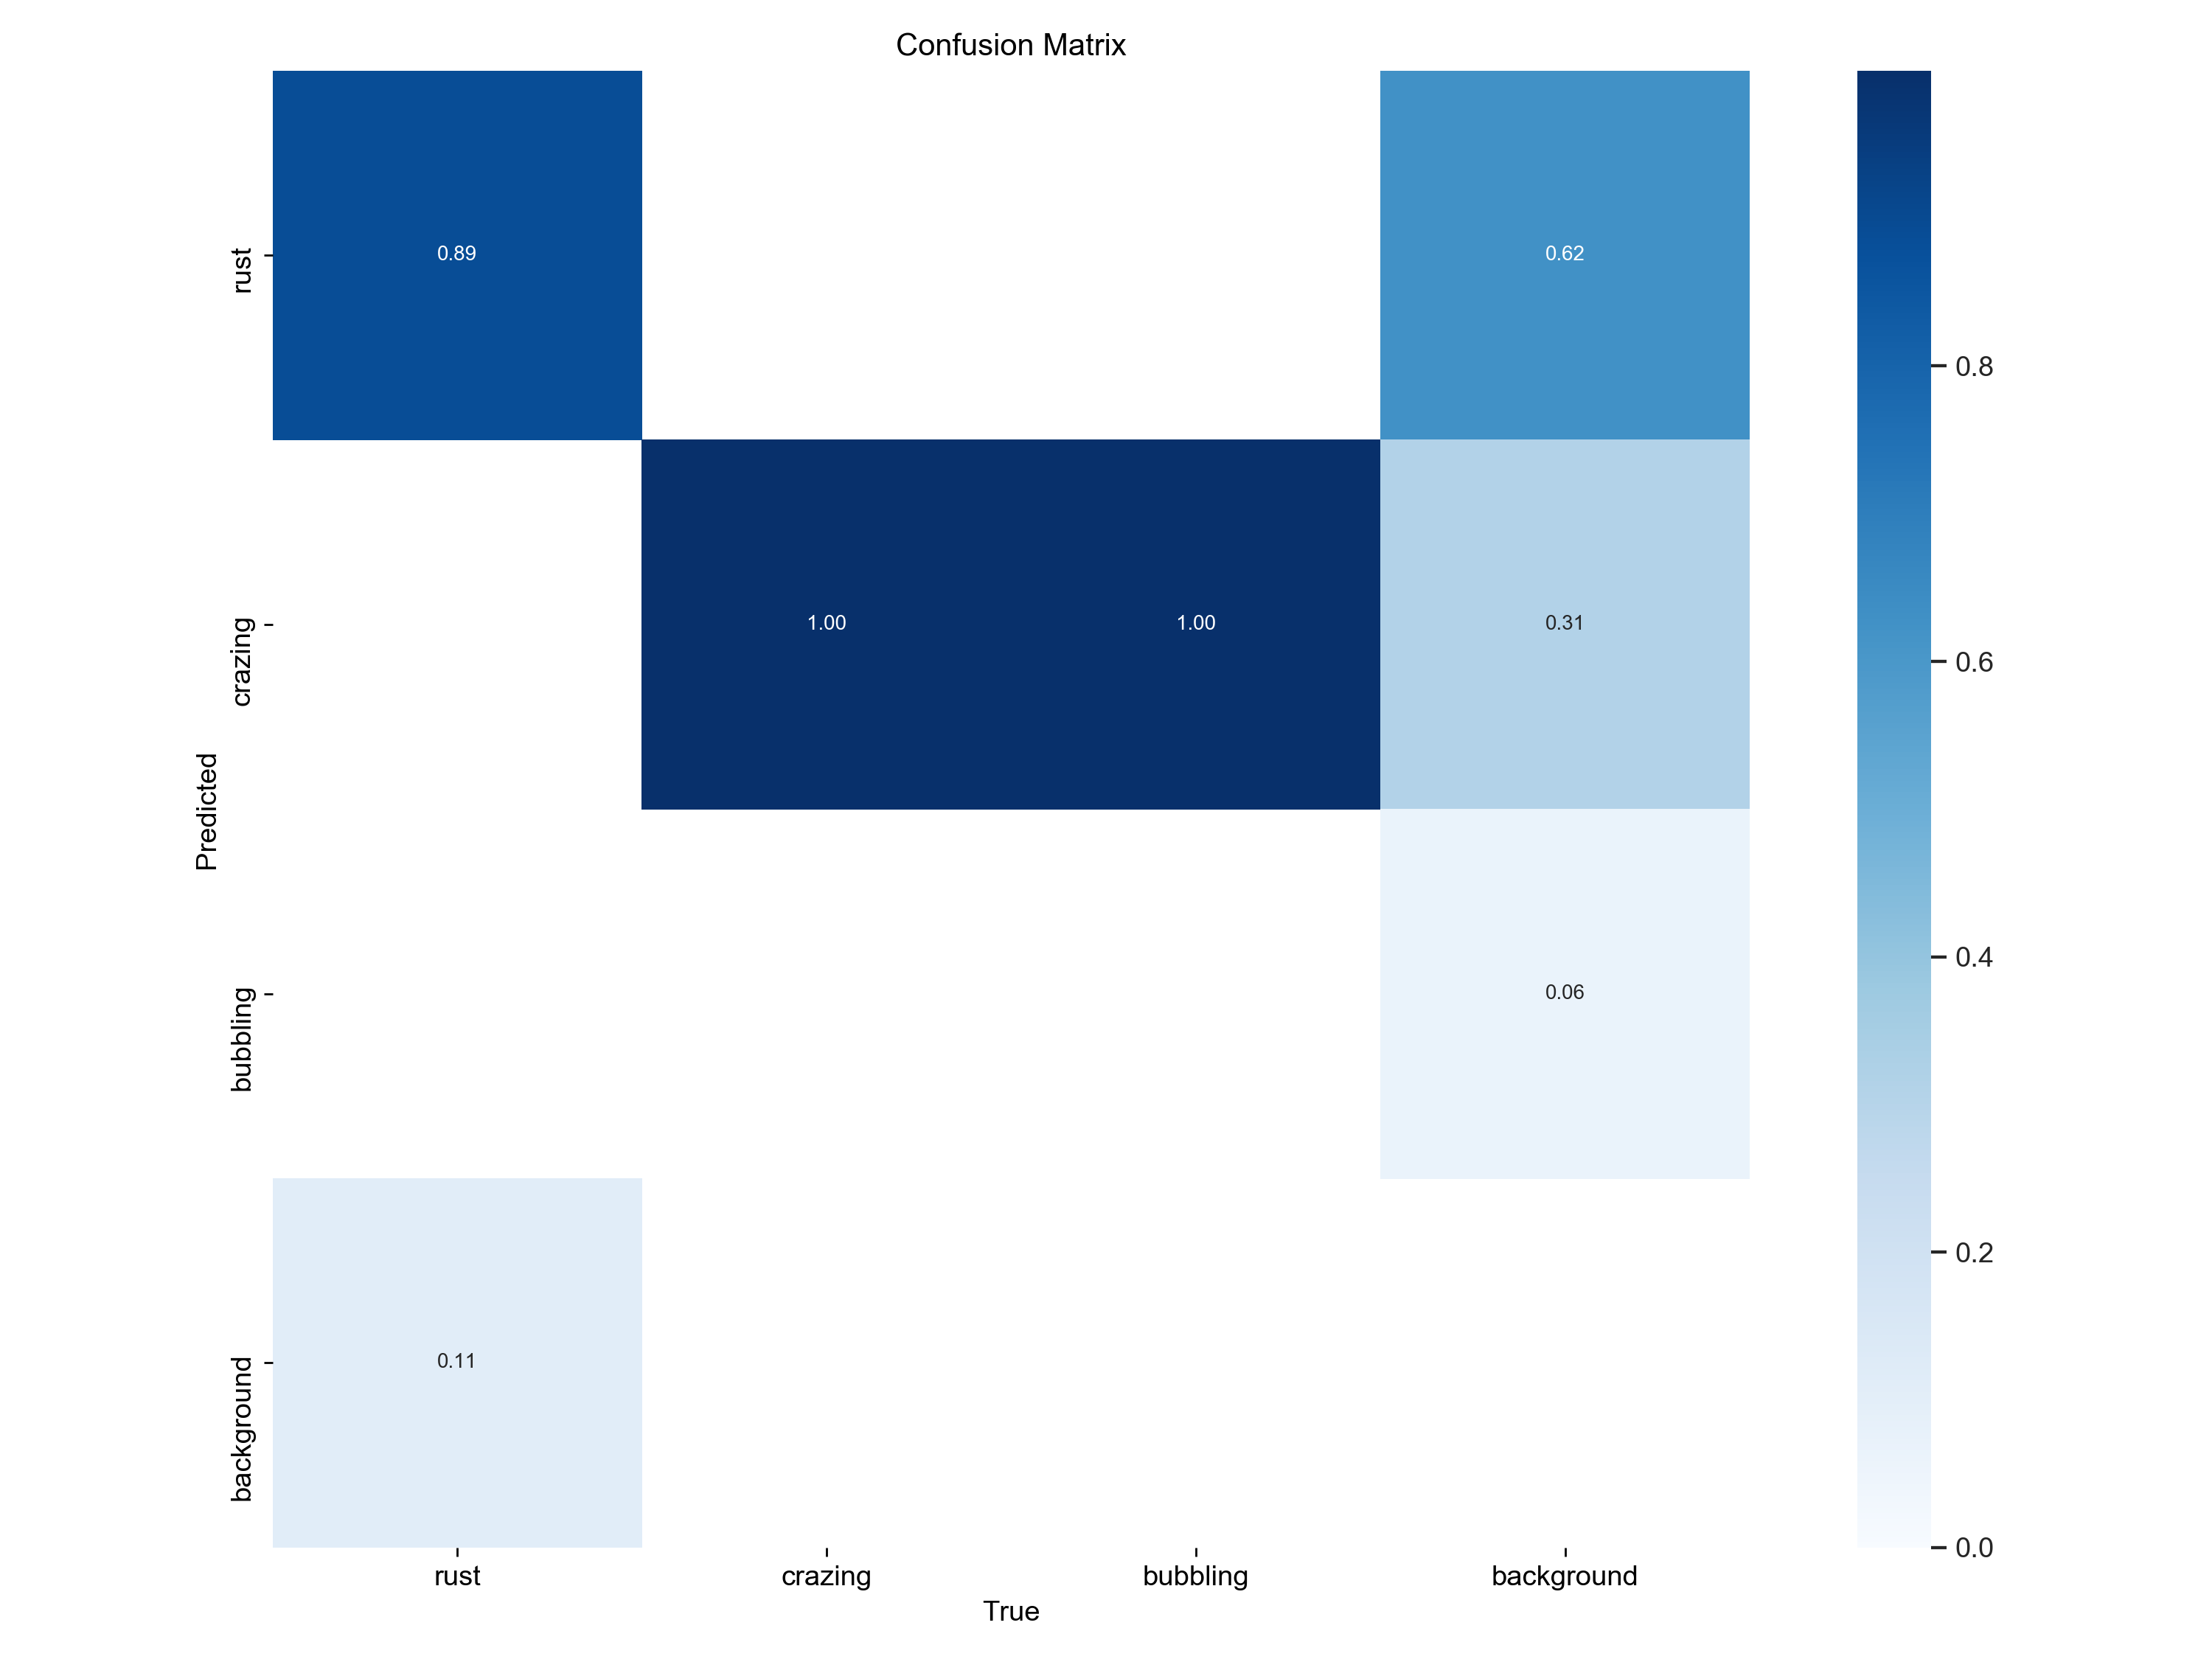 Confusion Matrix
rust
0.89
0.62
0.8
crazing
1.00
1.00
0.31
0.6
Predicted
bubbling
0.06
0.4
background
0.11
0.2
0.0
rust
crazing
bubbling
background
True